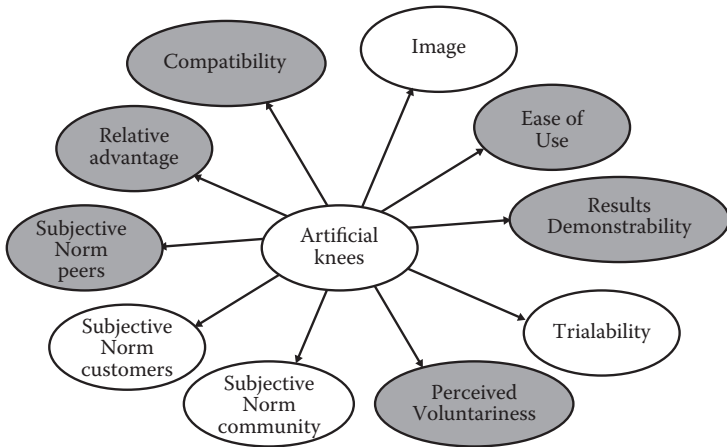 Compatibility
Image
Relative
advantage
Ease of
Use
Subjective
Norm
peers
Artificial
knees
Results
Demonstrability
Subjective
Norm
customers
Trialability
Subjective
Norm
community
Perceived
Voluntariness